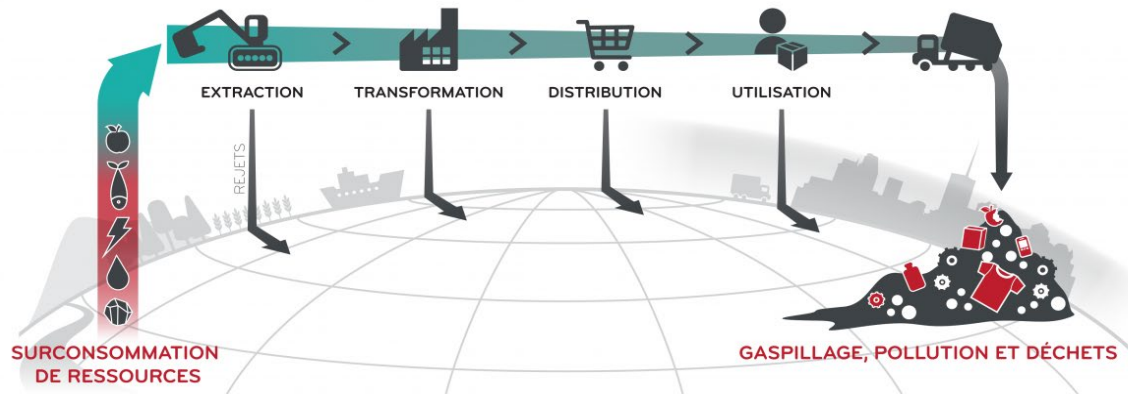 EXTRACTION
TRANSFORMATION
DISTRIBUTION
UTILISATION
REJETS
SURCONSOMMATION
DE RESSOURCES
GASPILLAGE, POLLUTION ET DÉCHETS